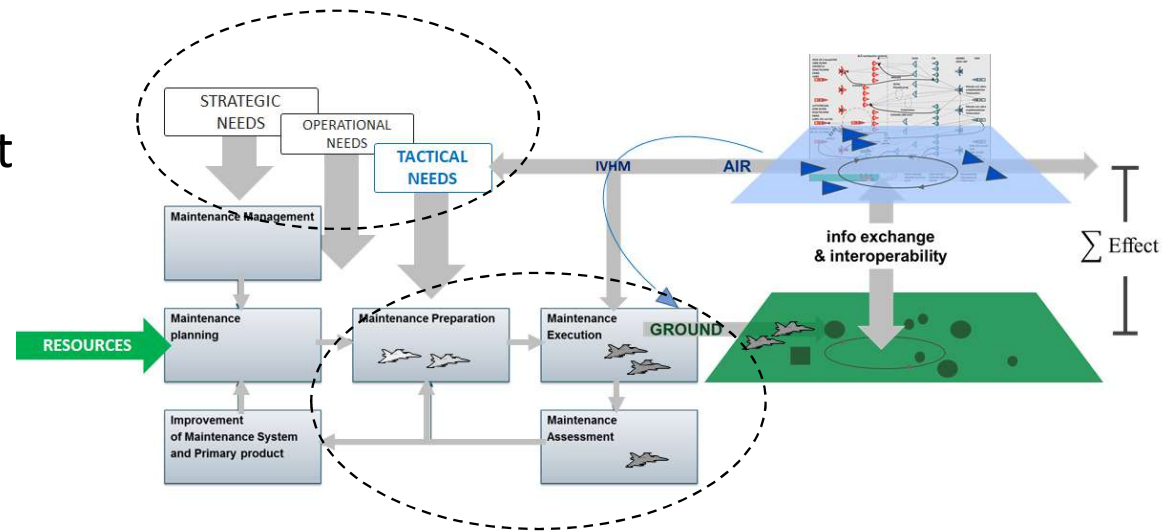 t
STRATEGIC
NEEDS
OPERATIONAL
NEEDS
TACTICAL
NEEDS
IVHM
AIR
Maintenance Management
info exchange
& interoperability
∑ Effect
Maintenance
planning
Maintenance Preparation
Maintenance
Execution
GROUND
RESOURCES
Improvement
of Maintenance System
and Primary product
Maintenance
Assessment